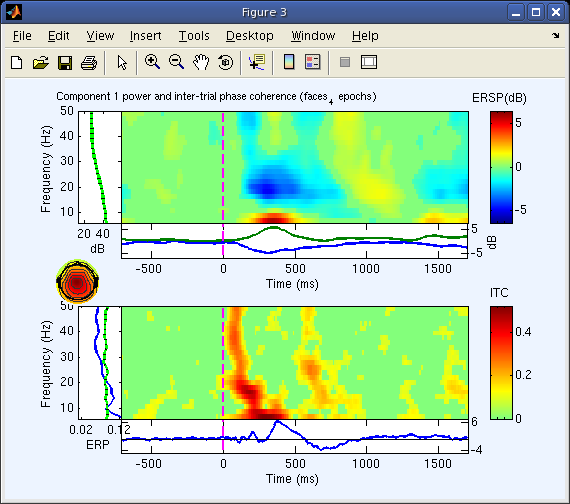 Figure 3
File Edit View Insert Tools Desktop Window Help
Component 1 power and inter-trial phase coherence (faces, epochs)
ERSP(dB)
50
40
30
20
10
Frequency (Hz)
5
0
-5
20 40
dB
5
-5
dB
-500 0 500 1000 1500
Time (ms)
ITC
50
40
30
20
10
Frequency (Hz)
0.4
0.2
0
0.02 0.12
ERP
6
-4
-500 0 500 1000 1500
Time (ms)